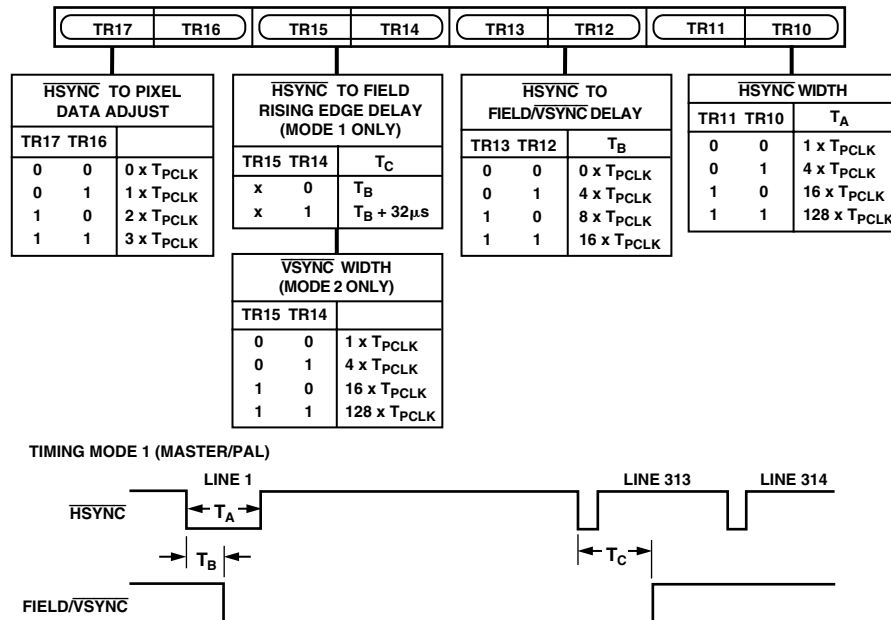 TR17 TR16 TR15 TR14 TR13 TR12 TR11 TR10
HSYNC TO PIXEL
DATA ADJUST
TR17 TR16
0 0 0 x TPCLK
0 1 1 x TPCLK
1 0 2 x TPCLK
1 1 3 x TPCLK
HSYNC TO FIELD
RISING EDGE DELAY
(MODE 1 ONLY)
TR15 TR14 TC
x 0 TB
x 1 TB + 32µs
VSYNC WIDTH
(MODE 2 ONLY)
TR15 TR14
0 0 1 x TPCLK
0 1 4 x TPCLK
1 0 16 x TPCLK
1 1 128 x TPCLK
HSYNC TO
FIELD/VSYNC DELAY
TR13 TR12 TB
0 0 0 x TPCLK
0 1 4 x TPCLK
1 0 8 x TPCLK
1 1 16 x TPCLK
HSYNC WIDTH
TR11 TR10 TA
0 0 1 x TPCLK
0 1 4 x TPCLK
1 0 16 x TPCLK
1 1 128 x TPCLK
TIMING MODE 1 (MASTER/PAL)
LINE 1 LINE 313 LINE 314
HSYNC
TA
TB TC
FIELD/VSYNC